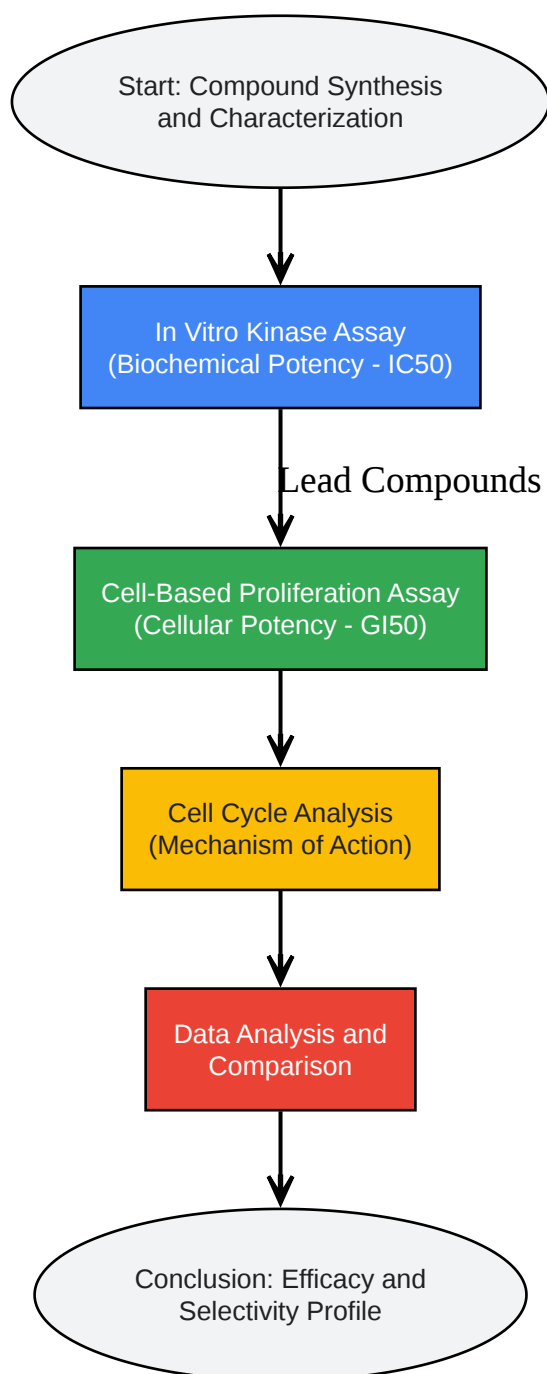 Start: Compound Synthesis
and Characterization
In Vitro Kinase Assay
(Biochemical Potency - IC50)
Lead Compounds
Cell-Based Proliferation Assay
(Cellular Potency - GI50)
Cell Cycle Analysis
(Mechanism of Action)
Data Analysis and
Comparison
Conclusion: Efficacy and
Selectivity Profile